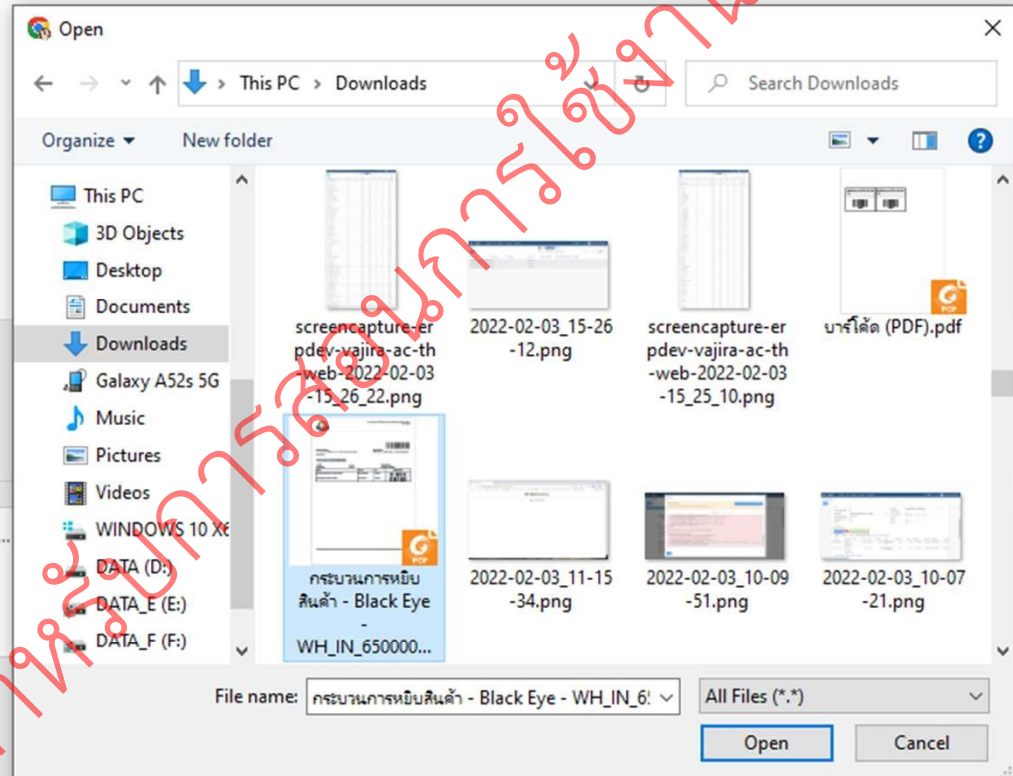 Open
This PC > Downloads
Search Downloads
Organize
New folder
This PC
3D Objects
Desktop
Documents
Downloads
Galaxy A52s 5G
Music
Pictures
Videos
WINDOWS 10 X6
DATA (D:)
DATA_E (E:)
DATA_F (F:)
screencapture-er
pdev-vajira-ac-th
-web-2022-02-03
-15_26_22.png
2022-02-03_15-26
-12.png
screencapture-er
pdev-vajira-ac-th
-web-2022-02-03
-15_25_10.png
PDF
บาร์โค้ด (PDF).pdf
PDF
กระบวนการหยิบ
สินค้า - Black Eye
-
WH_IN_650000...
2022-02-03_11-15
-34.png
2022-02-03_10-09
-51.png
2022-02-03_10-07
-21.png
File name:
กระบวนการหยิบสินค้า - Black Eye - WH_IN_6
All Files (*.*)
Open
Cancel
หรับการสอนการใช้งาน